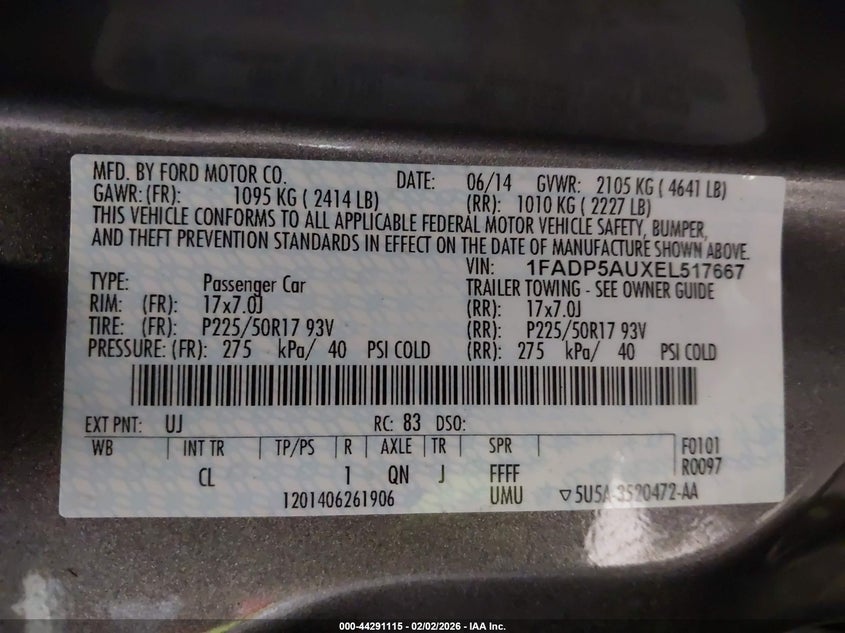 MFD. BY FORD MOTOR CO. DATE: 06/14 GVWR: 2105 KG ( 4641 LB)
GAWR: (FR): 1095 KG ( 2414 LB) (RR): 1010 KG ( 2227 LB)
THIS VEHICLE CONFORMS TO ALL APPLICABLE FEDERAL MOTOR VEHICLE SAFETY, BUMPER,
AND THEFT PREVENTION STANDARDS IN EFFECT ON THE DATE OF MANUFACTURE SHOWN ABOVE.
VIN: 1FADP5AUXEL517667
TYPE: Passenger Car TRAILER TOWING - SEE OWNER GUIDE
RIM: (FR): 17x7.0J (RR): 17x7.0J
TIRE: (FR): P225/50R17 93V (RR): P225/50R17 93V
PRESSURE: (FR): 275 kPa/ 40 PSI COLD (RR): 275 kPa/ 40 PSI COLD
EXT PNT: UJ RC: 83 DSO:
WB INT TR TP/PS R AXLE TR SPR F0101
CL 1 QN J FFFF R0097
1201406261906 UMU ▽5U5A-3520472-AA
000-44291115 - 02/02/2026 - IAA Inc.